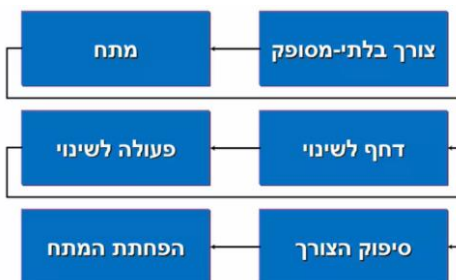 צורך בלתי-מסופק
מתח
דחף לשינוי
פעולה לשינוי
סיפוק הצורך
הפחתת המתח